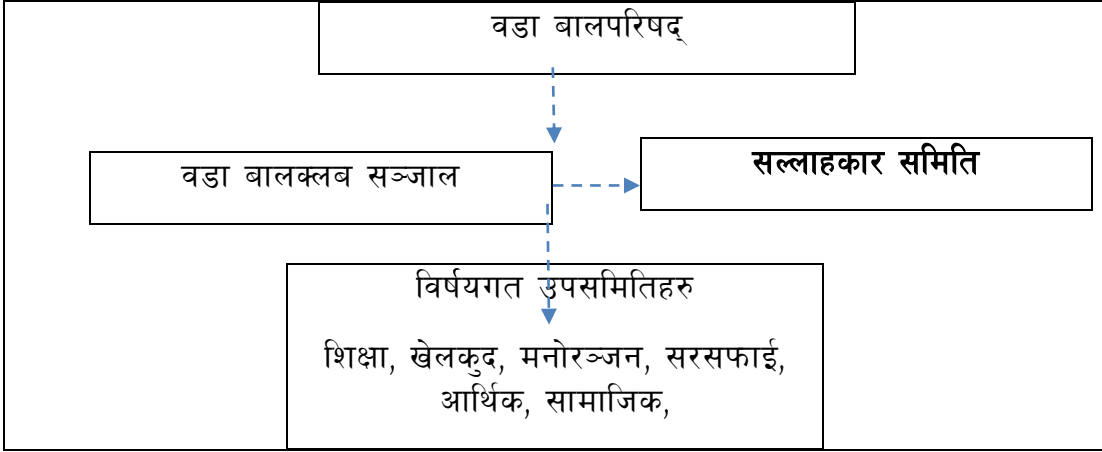 वडा बालपरिषद्
वडा बालक्लब सञ्जाल
सल्लाहकार समिति
विर्षयगत उपसमितिहरु
शिक्षा, खेलकुद, मनोरञ्जन, सरसफाई,
आर्थिक, सामाजिक,